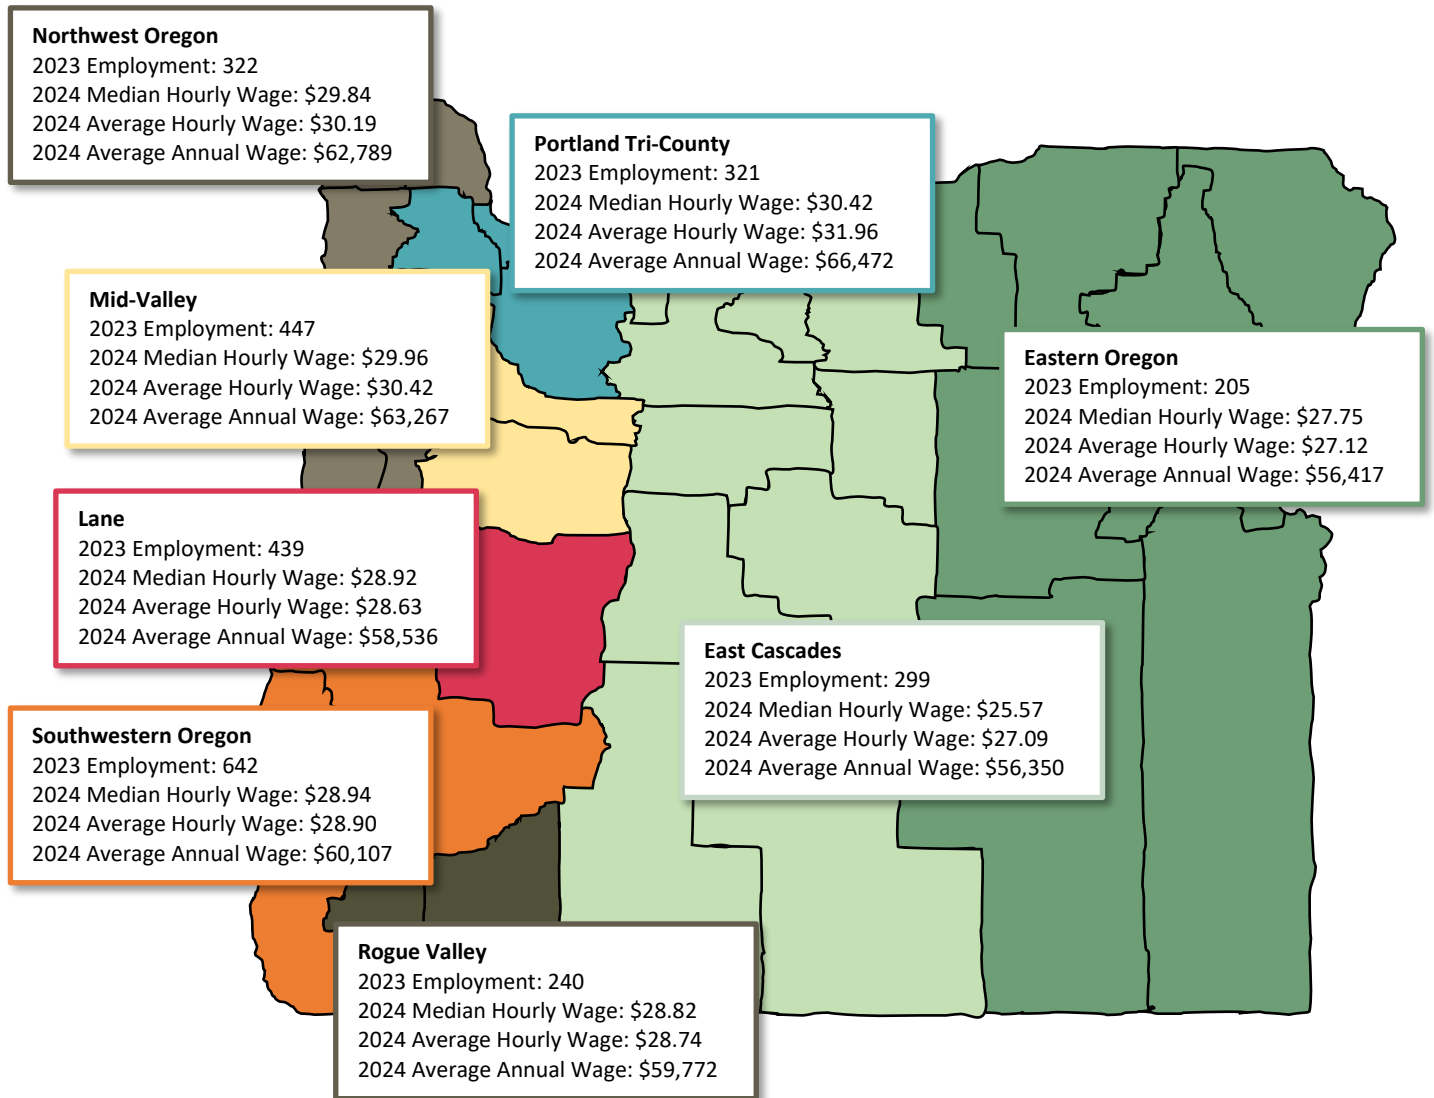 Northwest Oregon
2023 Employment: 322
2024 Median Hourly Wage: $29.84
2024 Average Hourly Wage: $30.19
2024 Average Annual Wage: $62,789
Portland Tri-County
2023 Employment: 321
2024 Median Hourly Wage: $30.42
2024 Average Hourly Wage: $31.96
2024 Average Annual Wage: $66,472
Mid-Valley
2023 Employment: 447
2024 Median Hourly Wage: $29.96
2024 Average Hourly Wage: $30.42
2024 Average Annual Wage: $63,267
Eastern Oregon
2023 Employment: 205
2024 Median Hourly Wage: $27.75
2024 Average Hourly Wage: $27.12
2024 Average Annual Wage: $56,417
Lane
2023 Employment: 439
2024 Median Hourly Wage: $28.92
2024 Average Hourly Wage: $28.63
2024 Average Annual Wage: $58,536
East Cascades
2023 Employment: 299
2024 Median Hourly Wage: $25.57
2024 Average Hourly Wage: $27.09
2024 Average Annual Wage: $56,350
Southwestern Oregon
2023 Employment: 642
2024 Median Hourly Wage: $28.94
2024 Average Hourly Wage: $28.90
2024 Average Annual Wage: $60,107
Rogue Valley
2023 Employment: 240
2024 Median Hourly Wage: $28.82
2024 Average Hourly Wage: $28.74
2024 Average Annual Wage: $59,772